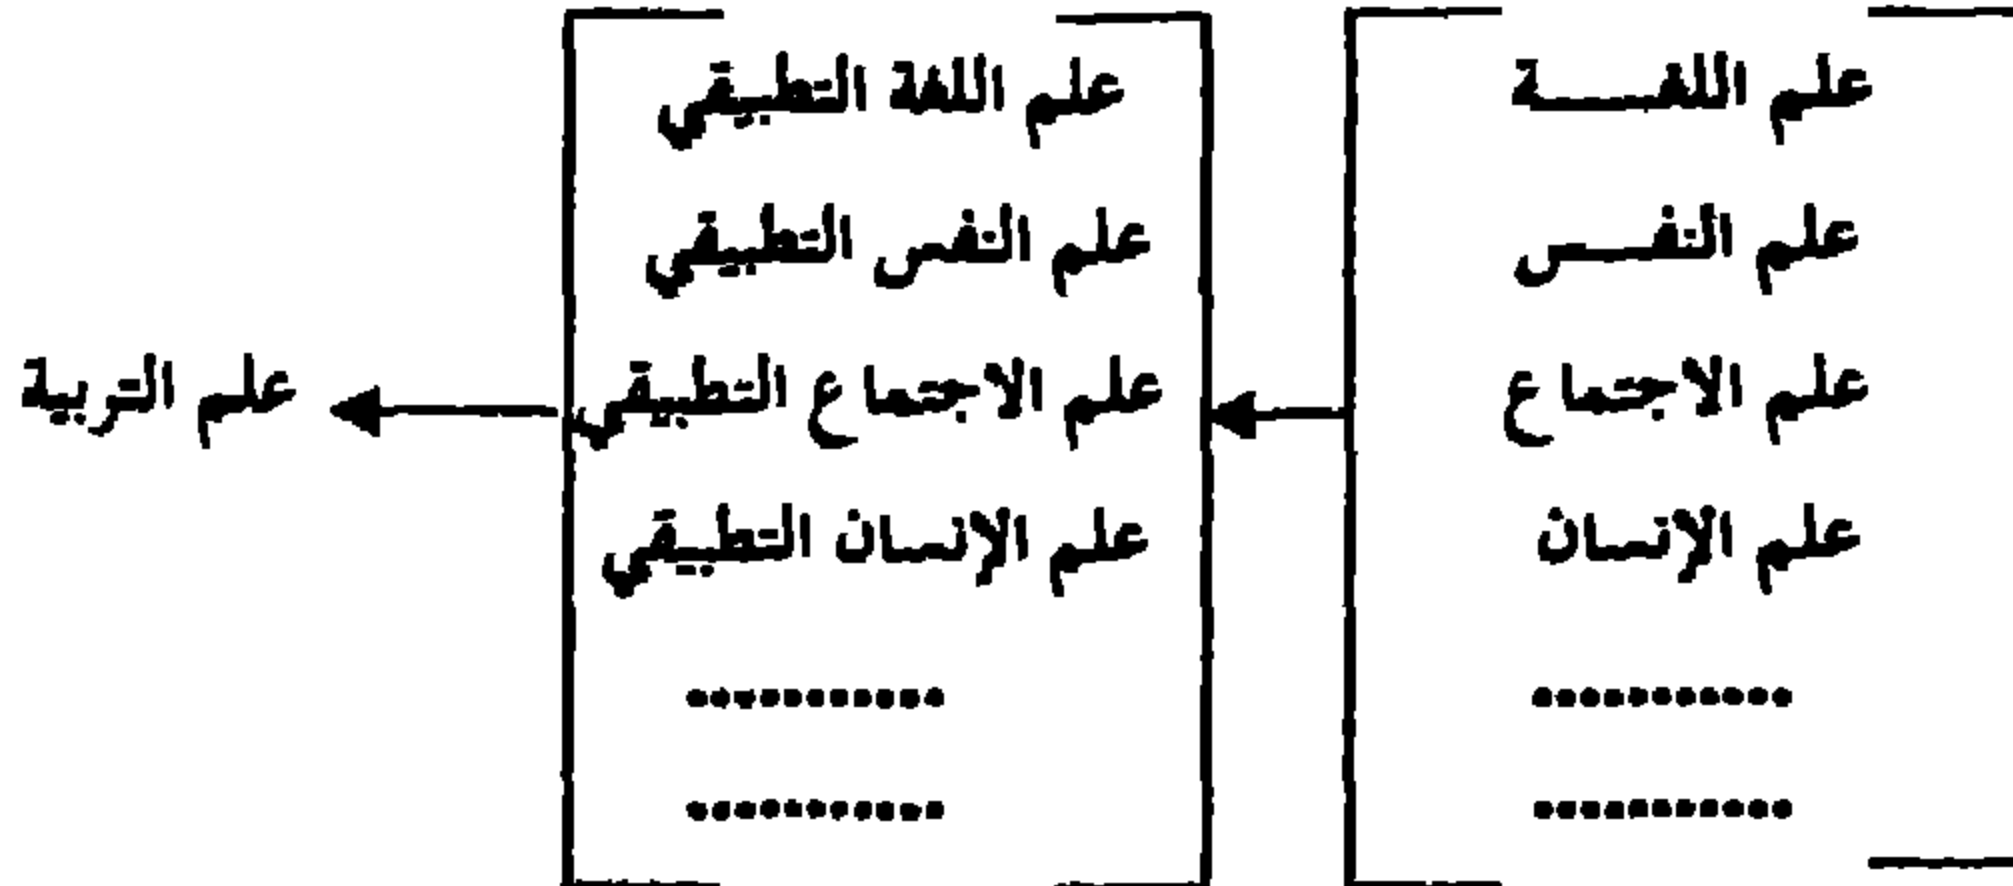 علم اللغة
علم النفس
علم الاجتماع
علم الإنسان
...........
...........
علم اللغة التطبيقي
علم النفس التطبيقي
علم الاجتماع التطبيقي
علم الإنسان التطبيقي
...........
...........
علم التربية